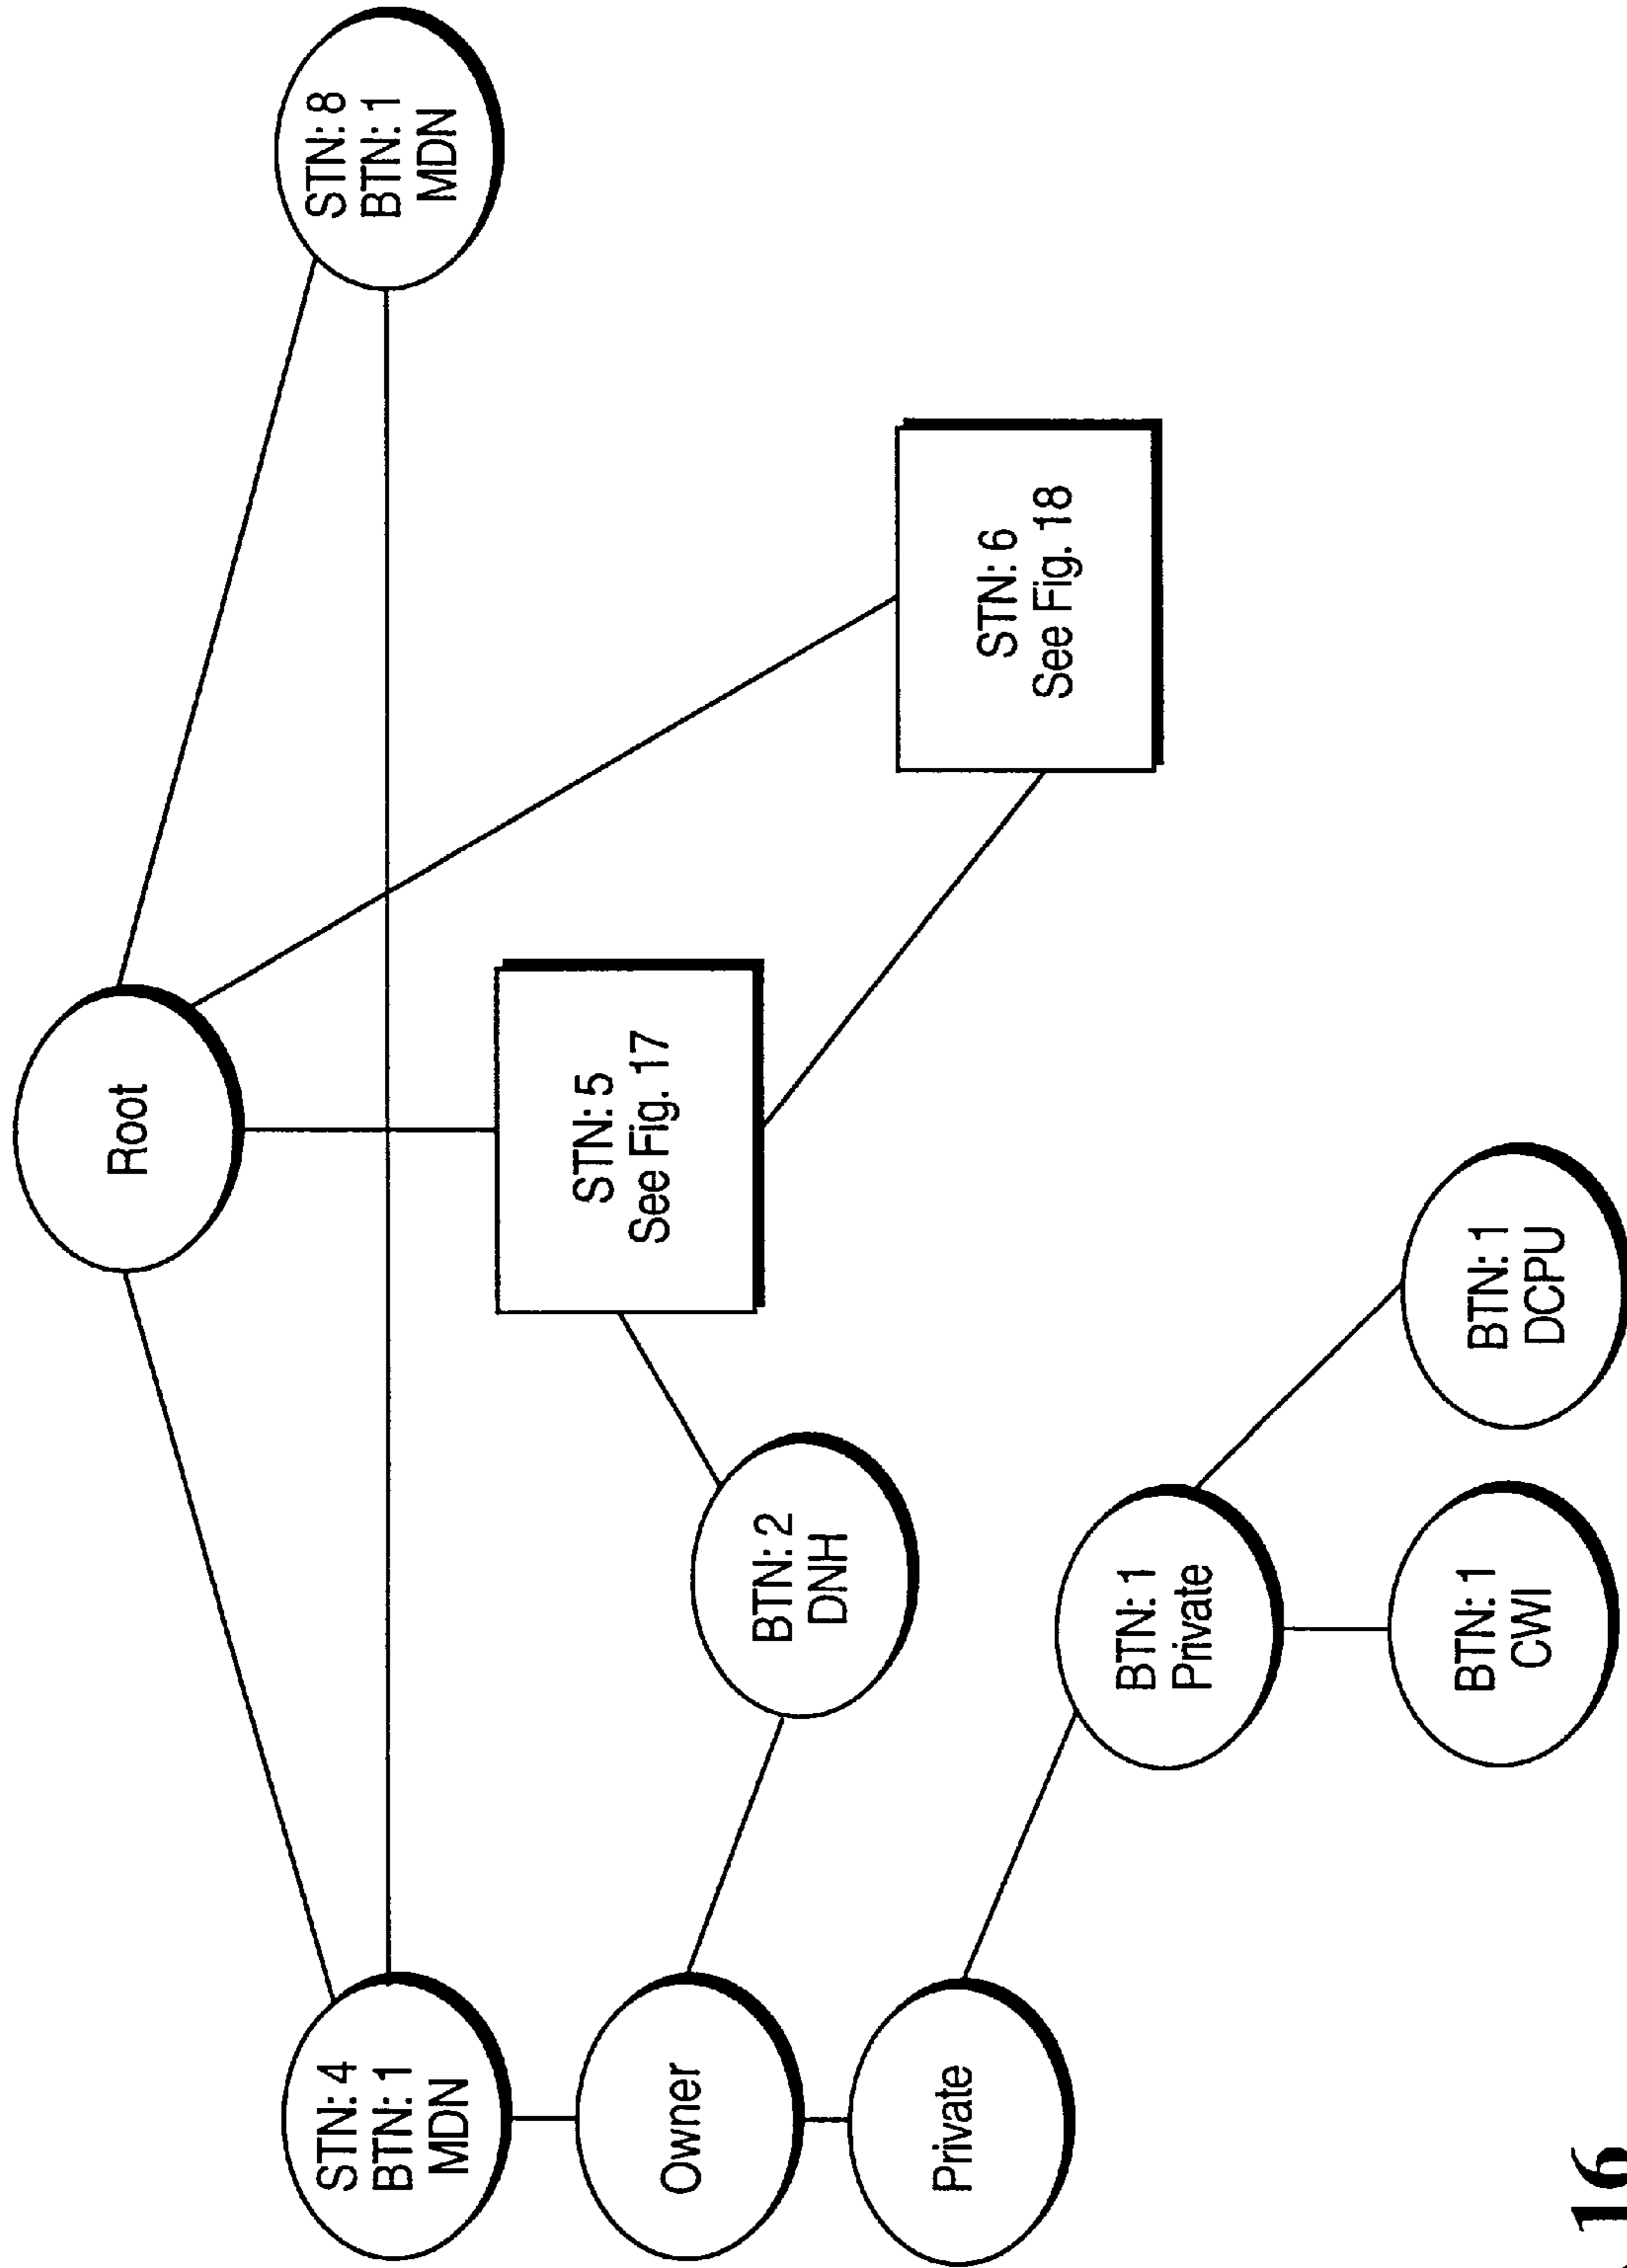 Root
STN: 4
BTN: 1
MDN
STN: 8
BTN: 1
MDN
Owner
STN: 5
See Fig. 17
BTN: 2
DNH
Private
STN: 6
See Fig. 18
BTN: 1
Private
BTN: 1
CWI
BTN: 1
DCPU
16